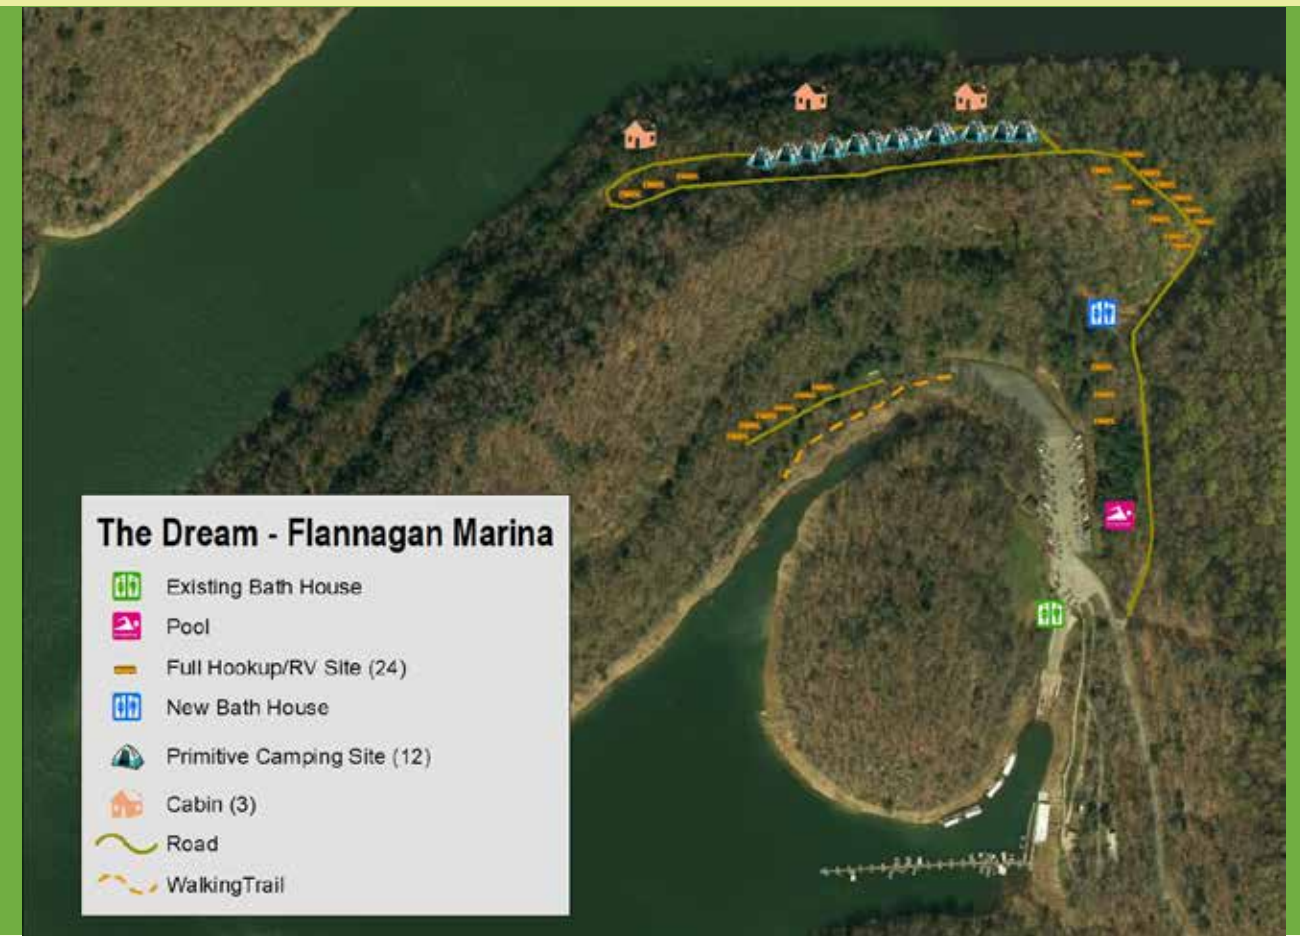 The Dream - Flannagan Marina
Existing Bath House
Pool
Full Hookup/RV Site (24)
New Bath House
Primitive Camping Site (12)
Cabin (3)
Road
WalkingTrail